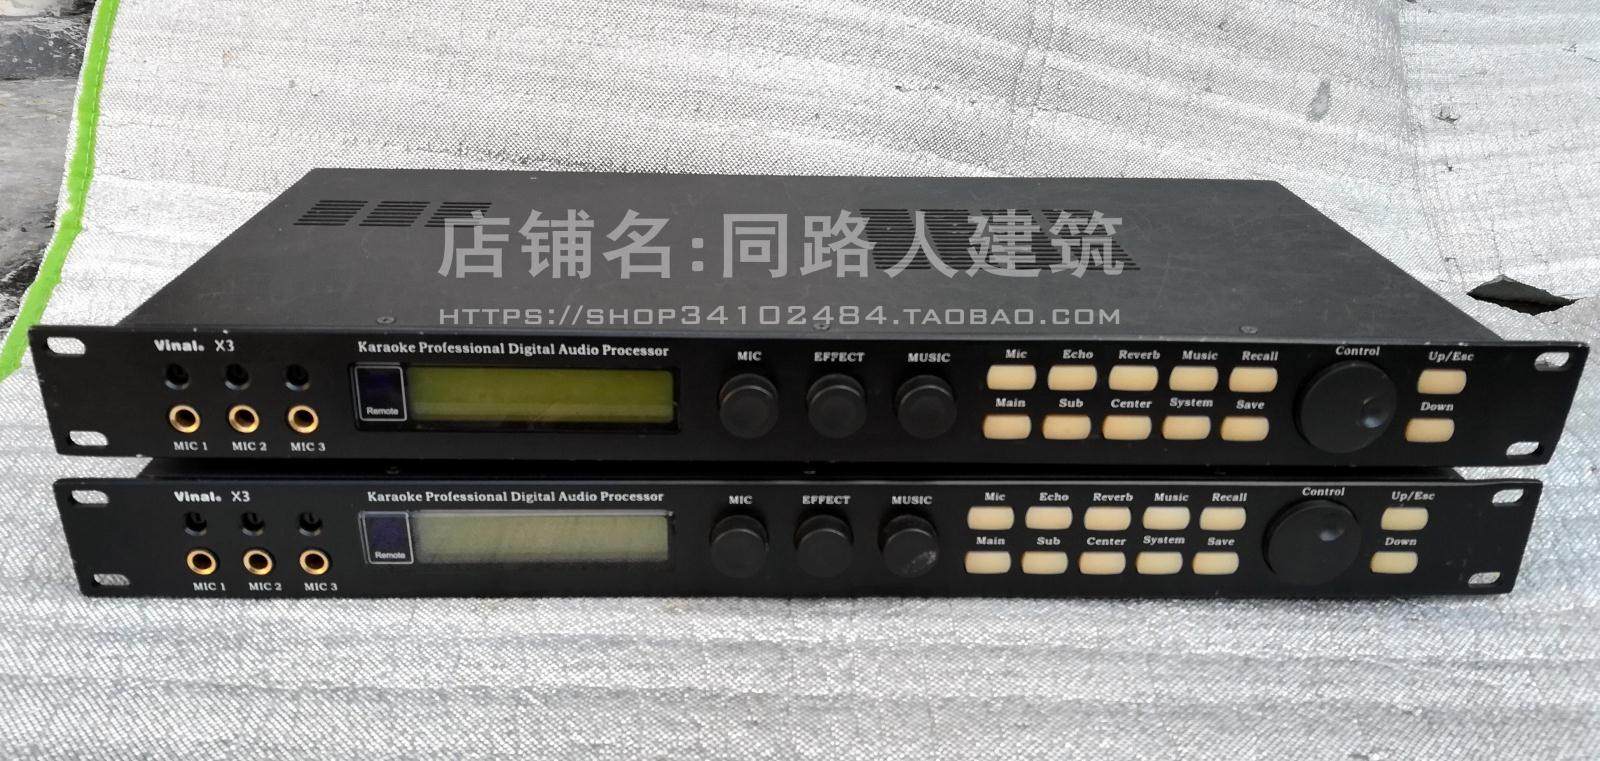 店铺名:同路人建筑
HTTPS://SHOP34102484.TAOBAO.COM
Vinal. X3
Karaoke Professional Digital Audio Processor
MIC EFFECT MUSIC
Mic Echo Reverb Music Recall
Control
Up/Esc
Remote
Main Sub Center System Save
Down
MIC 1 MIC 2 MIC 3
Vinal. X3
Karaoke Professional Digital Audio Processor
MIC EFFECT MUSIC
Mic Echo Reverb Music Recall
Control
Up/Esc
Remote
Main Sub Center System Save
Down
MIC 1 MIC 2 MIC 3